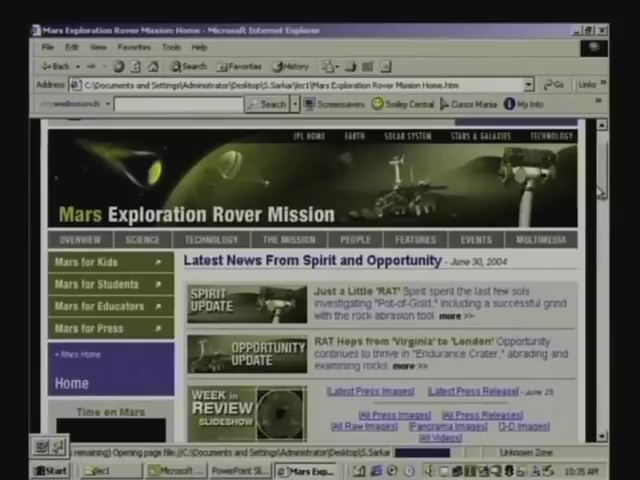 Mars Exploration Rover Mission: Home - Microsoft Internet Explorer
File Edit View Favorites Tools Help
Back Search Favorites History
Address C:\Documents and Settings\Administrator\Desktop\S.Sarkar\lec1\Mars Exploration Rover Mission Home.htm Go Links »
mywebsearch Search Screensavers Smiley Central Cursor Mania My Info
JPL HOME EARTH SOLAR SYSTEM STARS & GALAXIES TECHNOLOGY
Mars Exploration Rover Mission
OVERVIEW SCIENCE TECHNOLOGY THE MISSION PEOPLE FEATURES EVENTS MULTIMEDIA
Mars for Kids
Mars for Students
Mars for Educators
Mars for Press
Mars Home
Home
Time on Mars
Latest News From Spirit and Opportunity - June 30, 2004
SPIRIT UPDATE
Just a Little 'RAT' Spirit spent the last few sols
investigating "Pot-of-Gold," including a successful grind
with the rock abrasion tool more >>
OPPORTUNITY UPDATE
RAT Hops from 'Virginia' to 'London' Opportunity
continues to thrive in "Endurance Crater," abrading and
examining rocks. more >>
WEEK in
REVIEW
SLIDESHOW
[Latest Press Images] [Latest Press Release] - June 25
[All Press Images] [All Press Releases]
[All Raw Images] [Panorama Images] [3-D Images]
[All Videos]
remaining) Opening page file://C:\Documents and Settings\Administrator\Desktop\S.Sarkar Unknown Zone
Start lec1 Microsoft ... PowerPoint Sli... Mars Exp... 10:35 AM